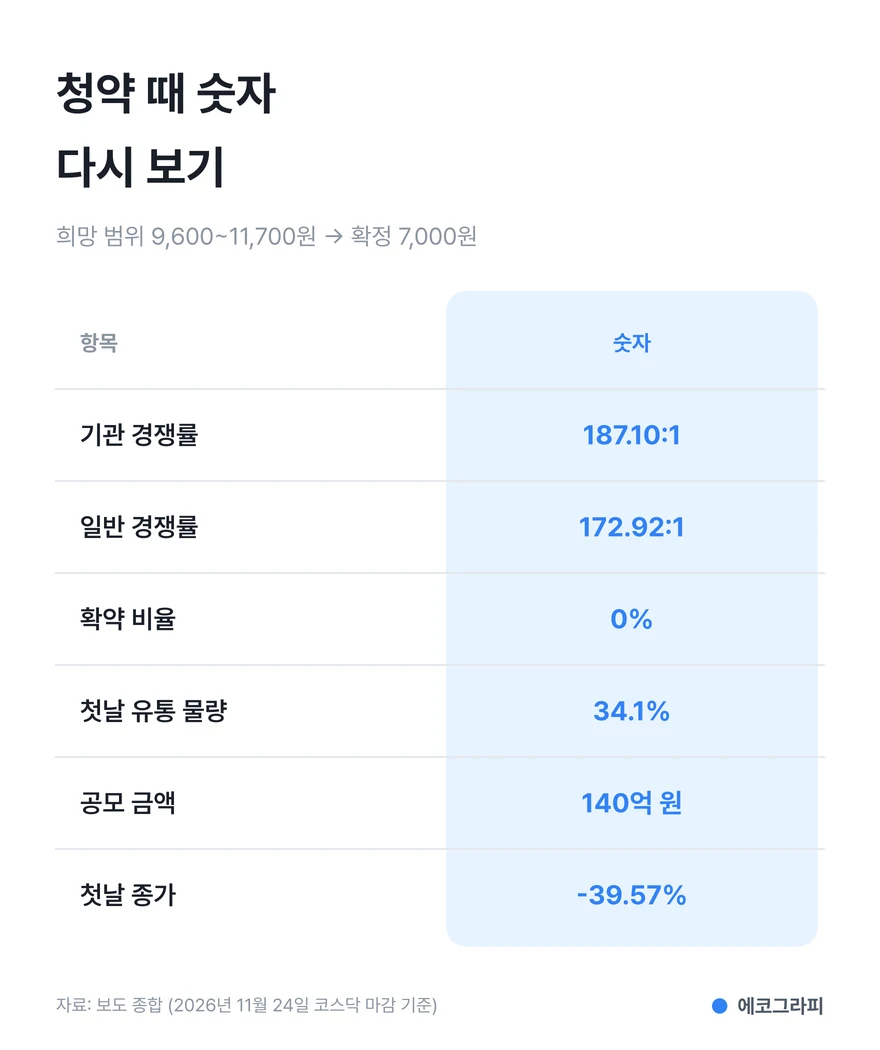 청약 때 숫자
다시 보기
희망 범위 9,600~11,700원 → 확정 7,000원
항목 숫자
기관 경쟁률 187.10:1
일반 경쟁률 172.92:1
확약 비율 0%
첫날 유통 물량 34.1%
공모 금액 140억 원
첫날 종가 -39.57%
자료: 보도 종합 (2026년 11월 24일 코스닥 마감 기준) 에코그라피